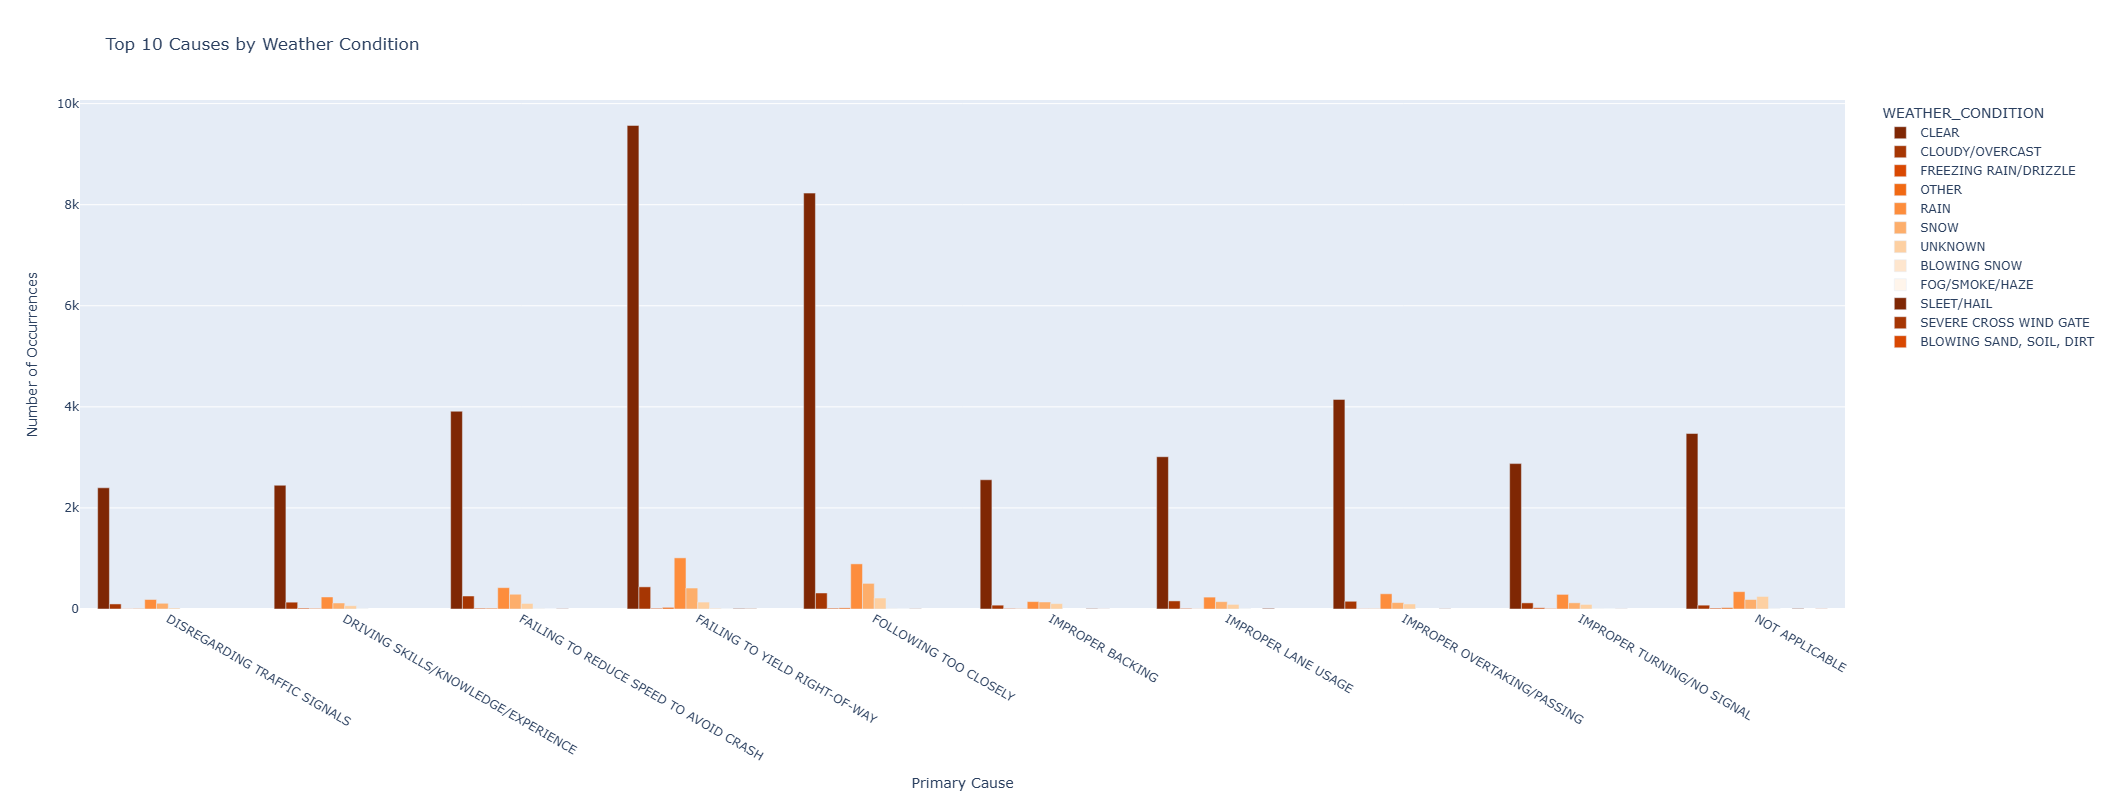 Top 10 Causes by Weather Condition
10k
8k
6k
4k
2k
0
Number of Occurrences
DISREGARDING TRAFFIC SIGNALS
DRIVING SKILLS/KNOWLEDGE/EXPERIENCE
FAILING TO REDUCE SPEED TO AVOID CRASH
FAILING TO YIELD RIGHT-OF-WAY
FOLLOWING TOO CLOSELY
IMPROPER BACKING
IMPROPER LANE USAGE
IMPROPER OVERTAKING/PASSING
IMPROPER TURNING/NO SIGNAL
NOT APPLICABLE
Primary Cause
WEATHER_CONDITION
CLEAR
CLOUDY/OVERCAST
FREEZING RAIN/DRIZZLE
OTHER
RAIN
SNOW
UNKNOWN
BLOWING SNOW
FOG/SMOKE/HAZE
SLEET/HAIL
SEVERE CROSS WIND GATE
BLOWING SAND, SOIL, DIRT